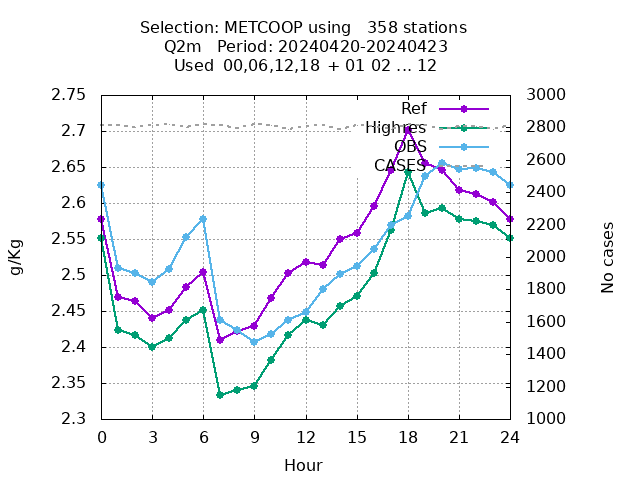 Selection: METCOOP using   358 stations
Q2m   Period: 20240420-20240423
Used  00,06,12,18 + 01 02 ... 12
2.75
2.7
2.65
2.6
2.55
2.5
2.45
2.4
2.35
2.3
g/Kg
Ref
Highres
OBS
CASES
3000
2800
2600
2400
2200
2000
1800
1600
1400
1200
1000
No cases
0 3 6 9 12 15 18 21 24
Hour